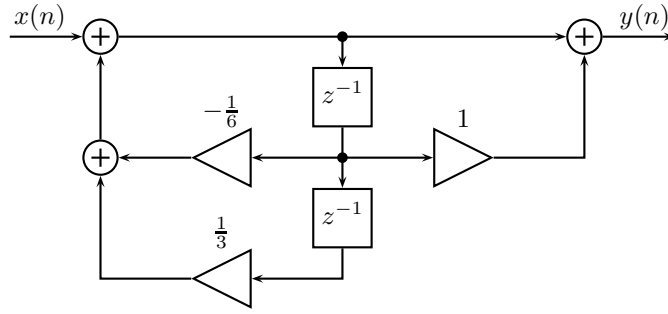 x(n) y(n)
z⁻¹
-1/6 1
z⁻¹
1/3